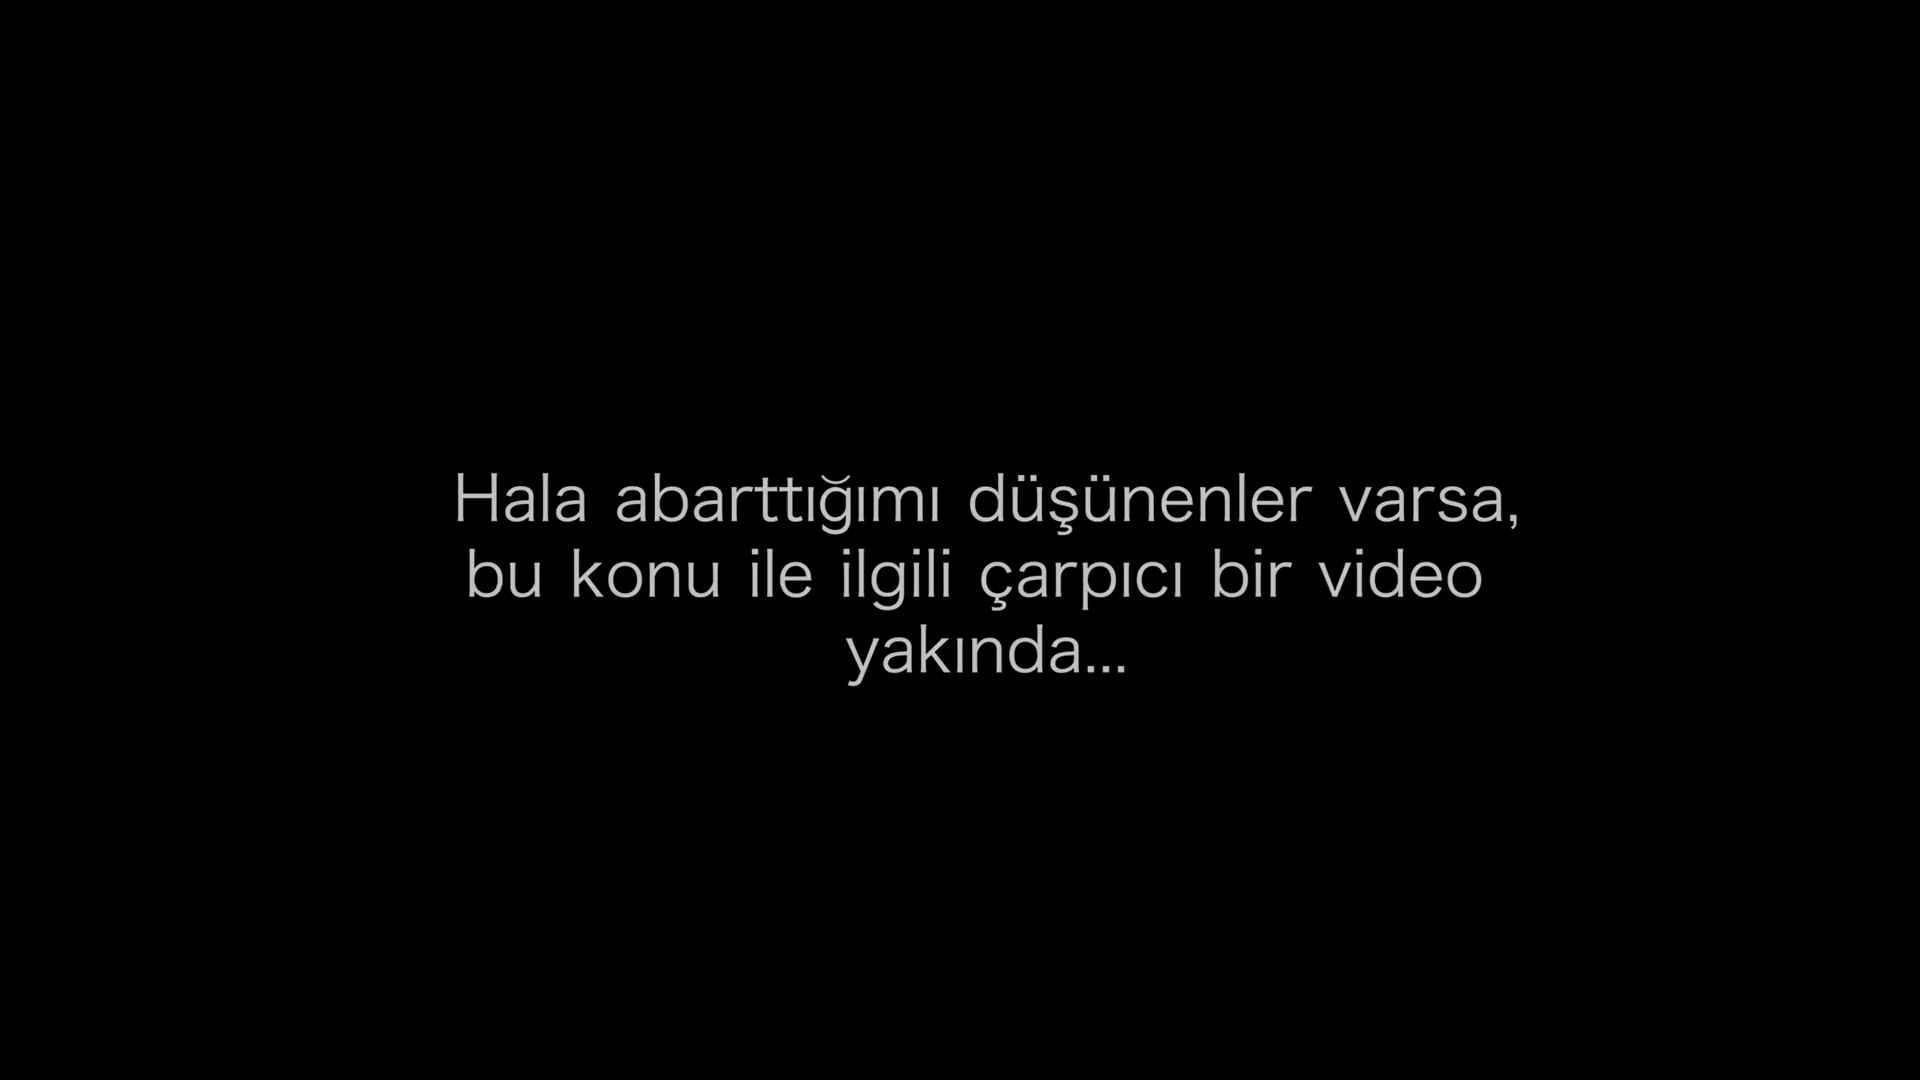 Hala abarttığımı düşünenler varsa,
bu konu ile ilgili çarpıcı bir video
yakında...